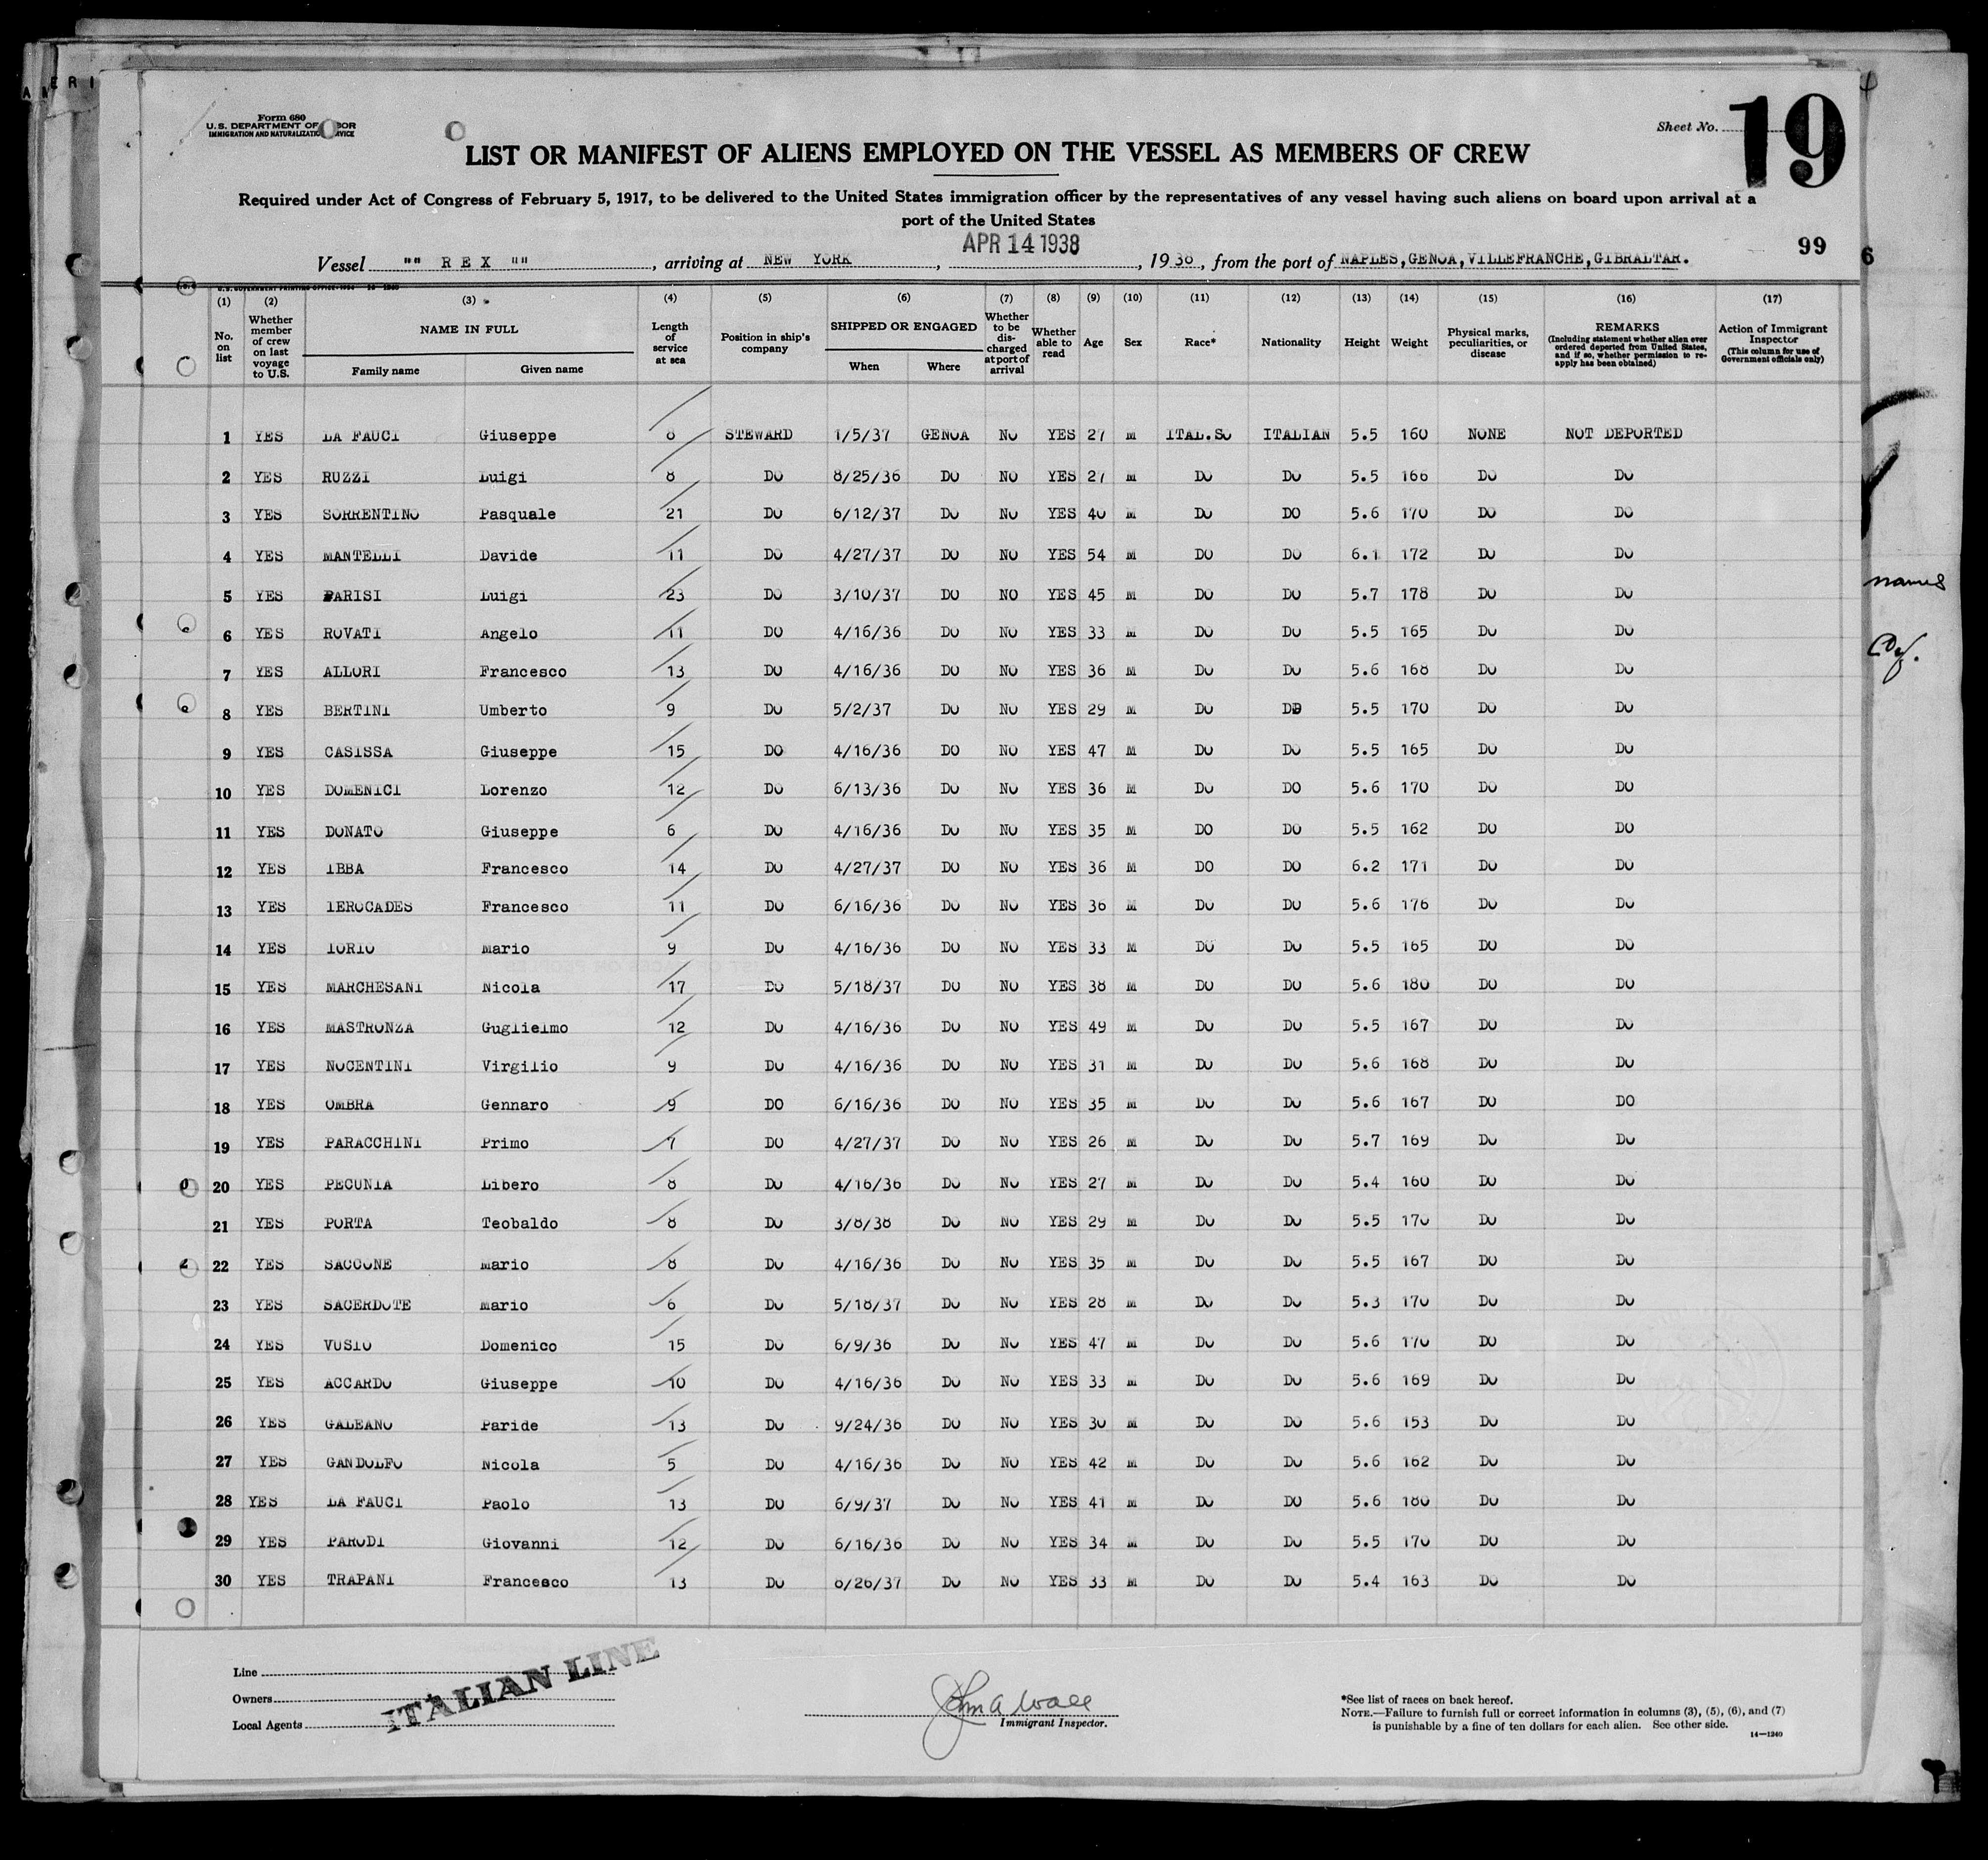 A M E R I
Form 680
U.S. DEPARTMENT OF
IMMIGRATION AND
Sheet No. 19
LIST OR MANIFEST OF ALIENS EMPLOYED ON THE VESSEL AS MEMBERS OF CREW
Required under Act of Congress of February 5, 1917, to be delivered to the United States immigration officer by the representatives of any vessel having such aliens on board upon arrival at a
port of the United States
APR 14 1938
99
6
Vessel "" R E X "" , arriving at NEW YORK , , 1938 , from the port of NAPLES,GENOA,VILLEFRANCHE,GIBRALTAR.
(1) (2) (3) (4) (5) (6) (7) (8) (9) (10) (11) (12) (13) (14) (15) (16) (17)
No. on list Whether member of crew on last voyage to U.S. NAME IN FULL Family name Given name Length of service at sea Position in ship's company SHIPPED OR ENGAGED When Where Whether to be discharged at port of arrival Whether able to read Age Sex Race* Nationality Height Weight Physical marks, peculiarities, or disease REMARKS (Including statement whether alien ever ordered deported from United States, and if so, whether permission to reapply has been obtained) Action of Immigrant Inspector (This column for use of Government officials only)
1 YES LA FAUCI Giuseppe 8 STEWARD 1/5/37 GENOA NO YES 27 M ITAL.SO ITALIAN 5.5 160 NONE NOT DEPORTED
2 YES RUZZI Luigi 8 DO 8/25/36 DO NO YES 27 M DO DO 5.5 166 DO DO
3 YES SORRENTINO Pasquale 21 DO 6/12/37 DO NO YES 40 M DO DO 5.6 170 DO DO
4 YES MANTELLI Davide 11 DO 4/27/37 DO NO YES 54 M DO DO 6.1 172 DO DO
5 YES PARISI Luigi 23 DO 3/10/37 DO NO YES 45 M DO DO 5.7 178 DO DO
6 YES ROVATI Angelo 11 DO 4/16/36 DO NO YES 33 M DO DO 5.5 165 DO DO
7 YES ALLORI Francesco 13 DO 4/16/36 DO NO YES 36 M DO DO 5.6 168 DO DO
8 YES BERTINI Umberto 9 DO 5/2/37 DO NO YES 29 M DO DO 5.5 170 DO DO
9 YES CASISSA Giuseppe 15 DO 4/16/36 DO NO YES 47 M DO DO 5.5 165 DO DO
10 YES DOMENICI Lorenzo 12 DO 6/13/36 DO NO YES 36 M DO DO 5.6 170 DO DO
11 YES DONATO Giuseppe 6 DO 4/16/36 DO NO YES 35 M DO DO 5.5 162 DO DO
12 YES IBBA Francesco 14 DO 4/27/37 DO NO YES 36 M DO DO 6.2 171 DO DO
13 YES IEROCADES Francesco 11 DO 6/16/36 DO NO YES 36 M DO DO 5.6 176 DO DO
14 YES IORIO Mario 9 DO 4/16/36 DO NO YES 33 M DO DO 5.5 165 DO DO
15 YES MARCHESANI Nicola 17 DO 5/18/37 DO NO YES 38 M DO DO 5.6 180 DO DO
16 YES MASTRONZA Guglielmo 12 DO 4/16/36 DO NO YES 49 M DO DO 5.5 167 DO DO
17 YES NOCENTINI Virgilio 9 DO 4/16/36 DO NO YES 31 M DO DO 5.6 168 DO DO
18 YES OMBRA Gennaro 9 DO 6/16/36 DO NO YES 35 M DO DO 5.6 167 DO DO
19 YES PARACCHINI Primo 7 DO 4/27/37 DO NO YES 26 M DO DO 5.7 169 DO DO
20 YES PECUNIA Libero 8 DO 4/16/36 DO NO YES 27 M DO DO 5.4 160 DO DO
21 YES PORTA Teobaldo 8 DO 3/8/38 DO NO YES 29 M DO DO 5.5 170 DO DO
22 YES SACCONE Mario 8 DO 4/16/36 DO NO YES 35 M DO DO 5.5 167 DO DO
23 YES SACERDOTE Mario 6 DO 5/18/37 DO NO YES 28 M DO DO 5.3 170 DO DO
24 YES VUSIO Domenico 15 DO 6/9/36 DO NO YES 47 M DO DO 5.6 170 DO DO
25 YES ACCARDO Giuseppe 10 DO 4/16/36 DO NO YES 33 M DO DO 5.6 169 DO DO
26 YES GALEANO Paride 13 DO 9/24/36 DO NO YES 30 M DO DO 5.6 153 DO DO
27 YES GANDOLFO Nicola 5 DO 4/16/36 DO NO YES 42 M DO DO 5.6 162 DO DO
28 YES LA FAUCI Paolo 13 DO 6/9/37 DO NO YES 41 M DO DO 5.6 180 DO DO
29 YES PARODI Giovanni 12 DO 6/16/36 DO NO YES 34 M DO DO 5.5 170 DO DO
30 YES TRAPANI Francesco 13 DO DO NO YES 33 M DO DO 5.4 163 DO DO
names
Line
Owners
Local Agents
ITALIAN LINE
John A Wall
Immigrant Inspector.
*See list of races on back hereof.
NOTE.—Failure to furnish full or correct information in columns (3), (5), (6), and (7)
is punishable by a fine of ten dollars for each alien. See other side.
14—1240